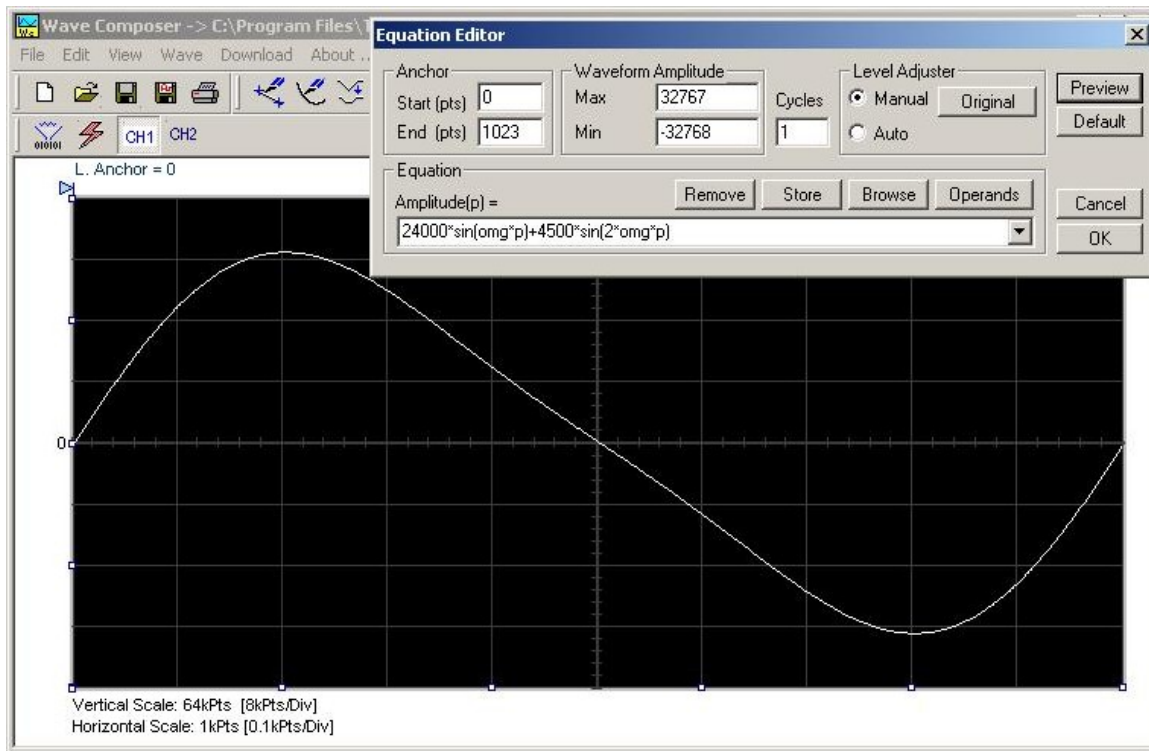 Wave Composer -> C:\Program Files\
File Edit View Wave Download About ..
CH1 CH2
L. Anchor = 0
0
Vertical Scale: 64kPts [8kPts/Div]
Horizontal Scale: 1kPts [0.1kPts/Div]
Equation Editor
Anchor
Start (pts) 0
End (pts) 1023
Waveform Amplitude
Max 32767
Min -32768
Cycles
1
Level Adjuster
Manual Original
Auto
Preview
Default
Equation
Remove Store Browse Operands
Amplitude(p) =
24000*sin(omg*p)+4500*sin(2*omg*p)
Cancel
OK